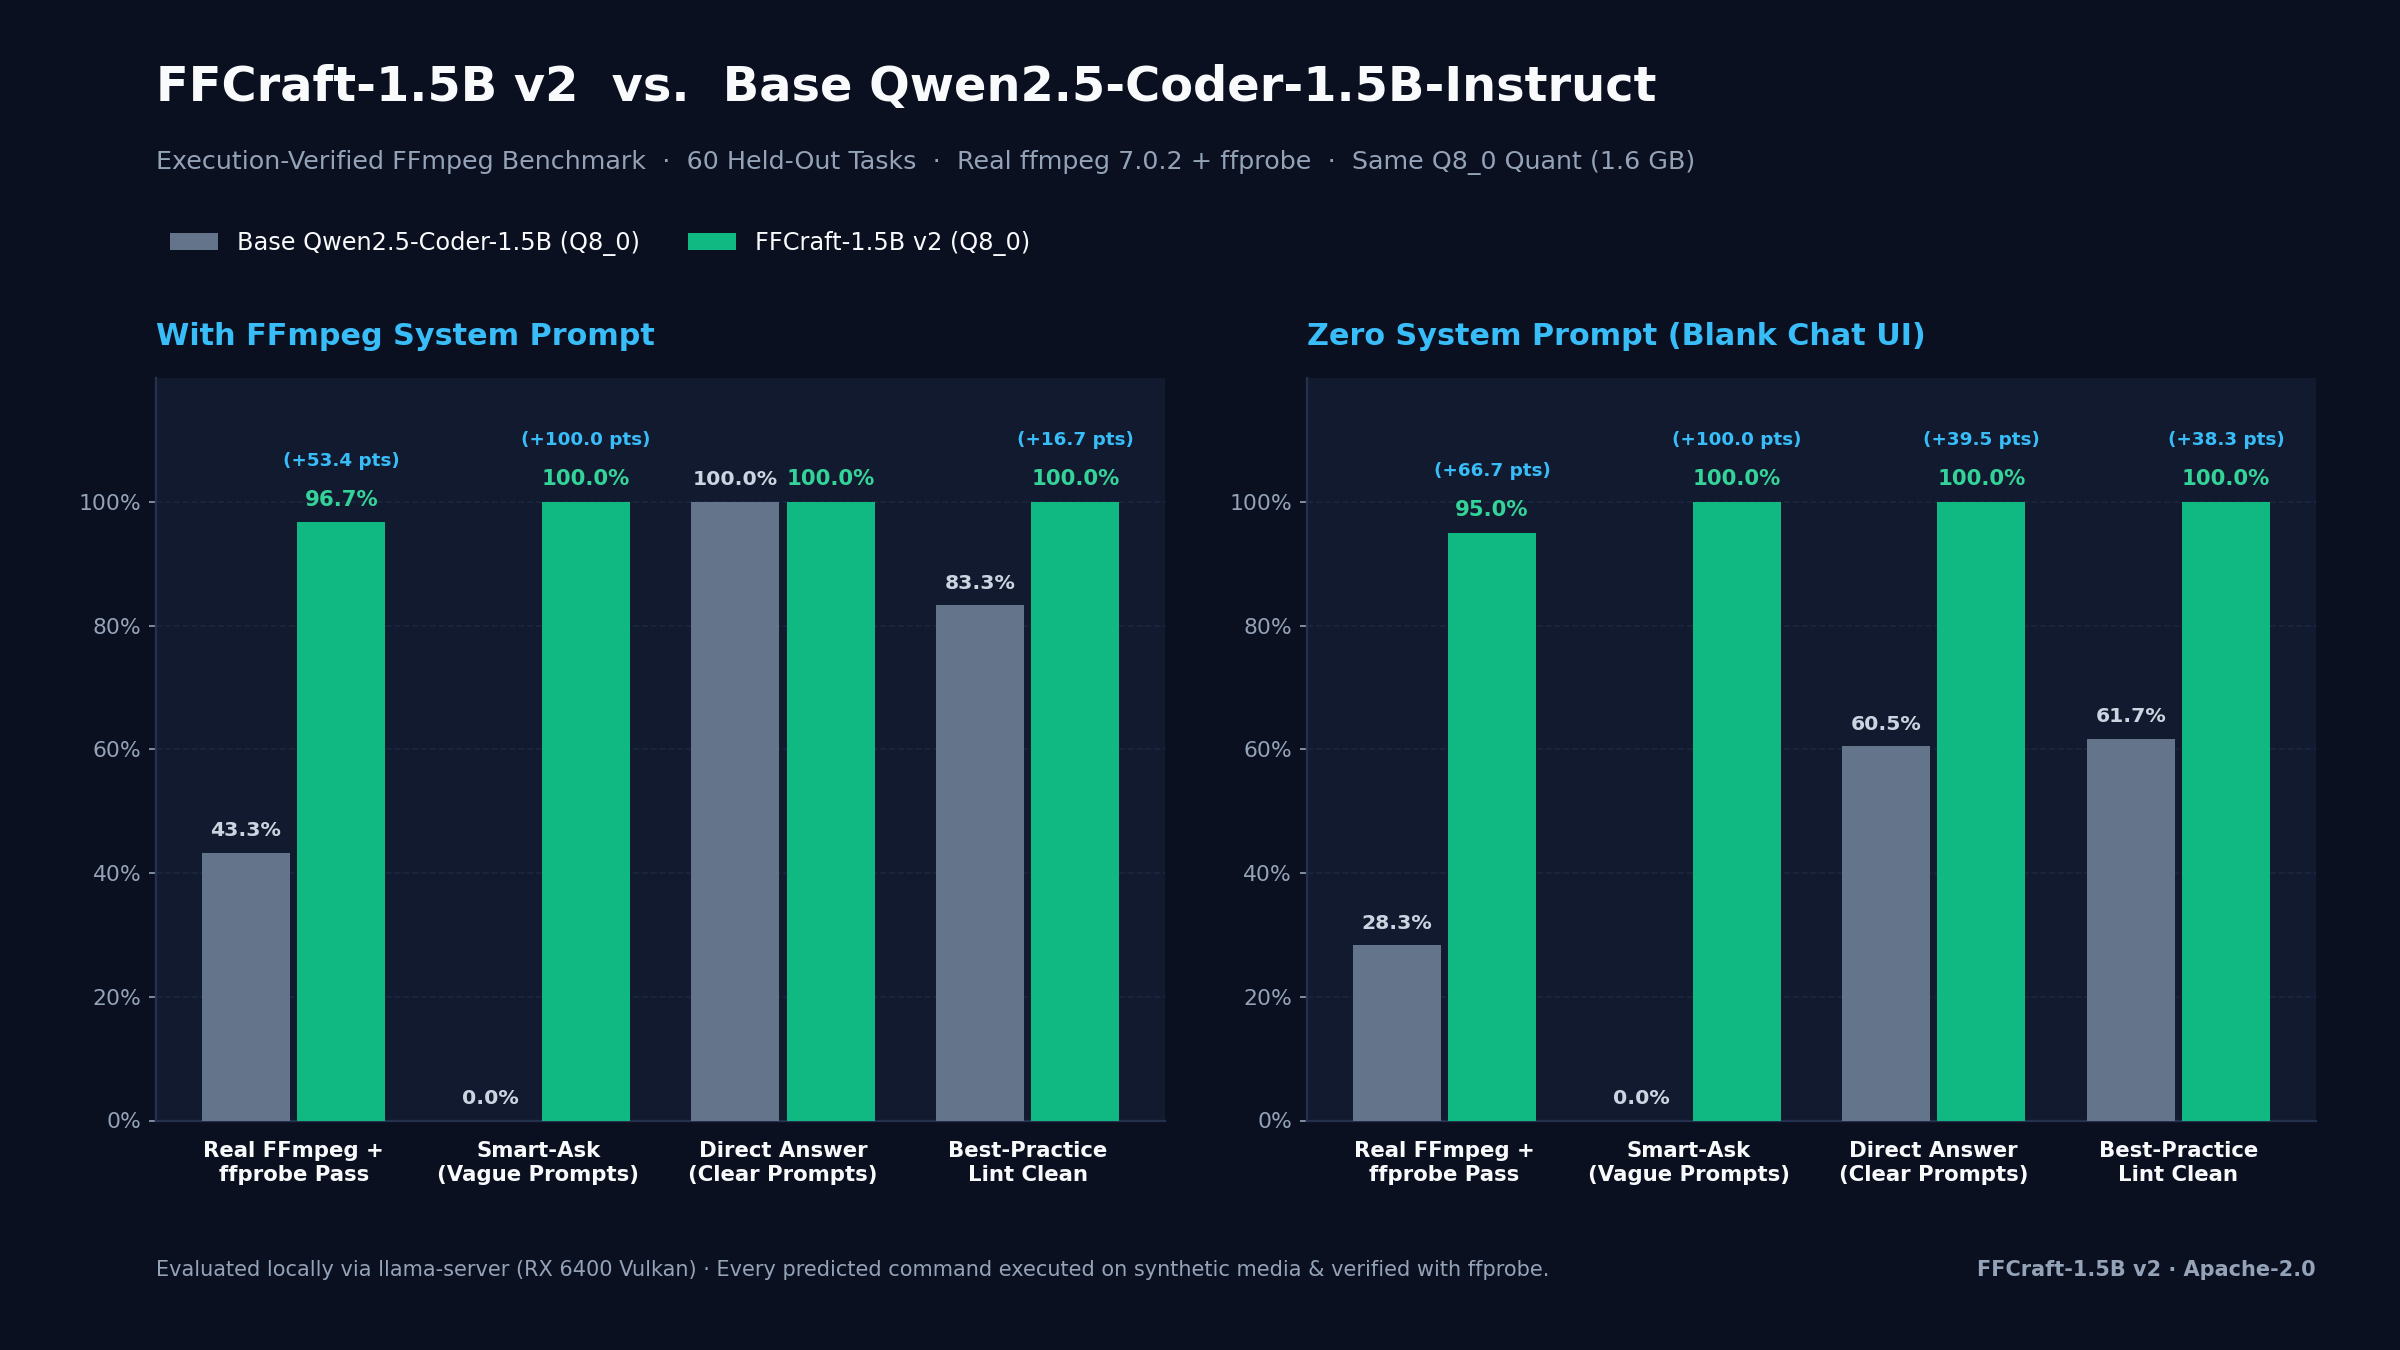 FFCraft-1.5B v2 vs. Base Qwen2.5-Coder-1.5B-Instruct
Execution-Verified FFmpeg Benchmark · 60 Held-Out Tasks · Real ffmpeg 7.0.2 + ffprobe · Same Q8_0 Quant (1.6 GB)
Base Qwen2.5-Coder-1.5B (Q8_0)
FFCraft-1.5B v2 (Q8_0)
With FFmpeg System Prompt
100%
80%
60%
40%
20%
0%
43.3%
(+53.4 pts)
96.7%
0.0%
(+100.0 pts)
100.0%
100.0%
100.0%
83.3%
(+16.7 pts)
100.0%
Real FFmpeg +
ffprobe Pass
Smart-Ask
(Vague Prompts)
Direct Answer
(Clear Prompts)
Best-Practice
Lint Clean
Zero System Prompt (Blank Chat UI)
100%
80%
60%
40%
20%
0%
28.3%
(+66.7 pts)
95.0%
0.0%
(+100.0 pts)
100.0%
60.5%
(+39.5 pts)
100.0%
61.7%
(+38.3 pts)
100.0%
Real FFmpeg +
ffprobe Pass
Smart-Ask
(Vague Prompts)
Direct Answer
(Clear Prompts)
Best-Practice
Lint Clean
Evaluated locally via llama-server (RX 6400 Vulkan) · Every predicted command executed on synthetic media & verified with ffprobe.
FFCraft-1.5B v2 · Apache-2.0